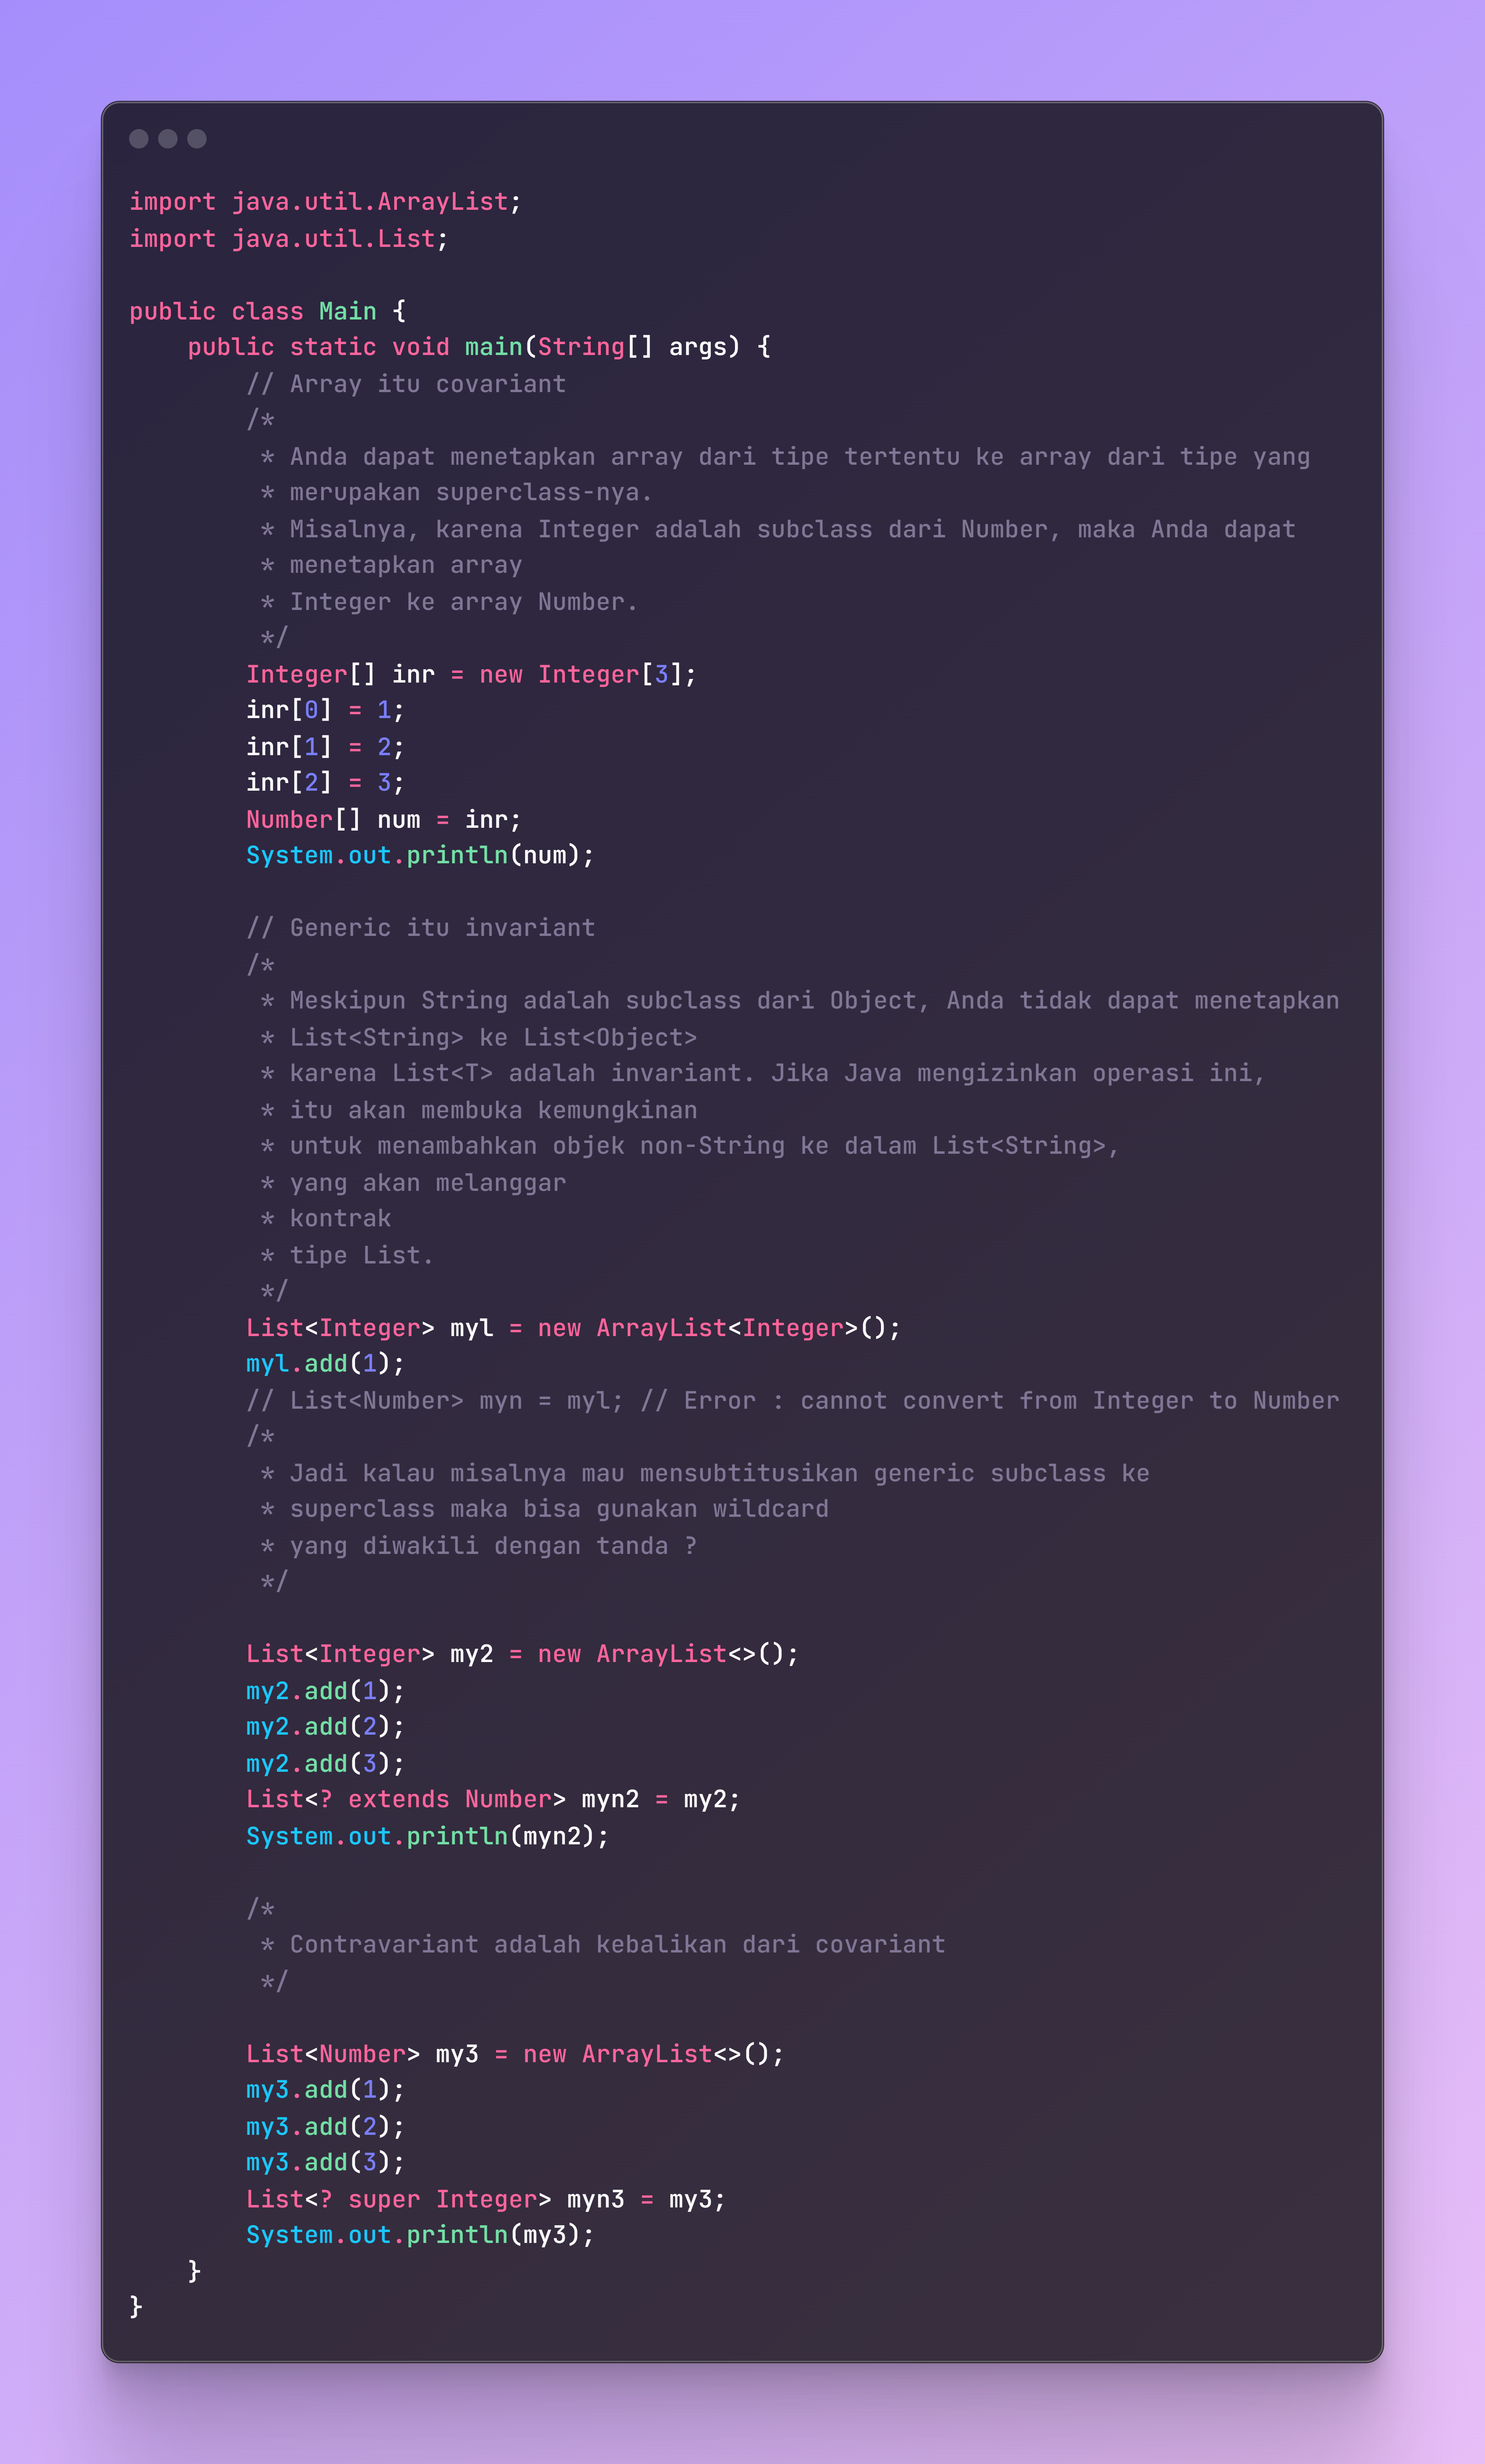 import java.util.ArrayList;
import java.util.List;

public class Main {
    public static void main(String[] args) {
        // Array itu covariant
        /*
         * Anda dapat menetapkan array dari tipe tertentu ke array dari tipe yang
         * merupakan superclass-nya.
         * Misalnya, karena Integer adalah subclass dari Number, maka Anda dapat
         * menetapkan array
         * Integer ke array Number.
         */
        Integer[] inr = new Integer[3];
        inr[0] = 1;
        inr[1] = 2;
        inr[2] = 3;
        Number[] num = inr;
        System.out.println(num);

        // Generic itu invariant
        /*
         * Meskipun String adalah subclass dari Object, Anda tidak dapat menetapkan
         * List<String> ke List<Object>
         * karena List<T> adalah invariant. Jika Java mengizinkan operasi ini,
         * itu akan membuka kemungkinan
         * untuk menambahkan objek non-String ke dalam List<String>,
         * yang akan melanggar
         * kontrak
         * tipe List.
         */
        List<Integer> myl = new ArrayList<Integer>();
        myl.add(1);
        // List<Number> myn = myl; // Error : cannot convert from Integer to Number
        /*
         * Jadi kalau misalnya mau mensubtitusikan generic subclass ke
         * superclass maka bisa gunakan wildcard
         * yang diwakili dengan tanda ?
         */

        List<Integer> my2 = new ArrayList<>();
        my2.add(1);
        my2.add(2);
        my2.add(3);
        List<? extends Number> myn2 = my2;
        System.out.println(myn2);

        /*
         * Contravariant adalah kebalikan dari covariant
         */

        List<Number> my3 = new ArrayList<>();
        my3.add(1);
        my3.add(2);
        my3.add(3);
        List<? super Integer> myn3 = my3;
        System.out.println(my3);
    }
}